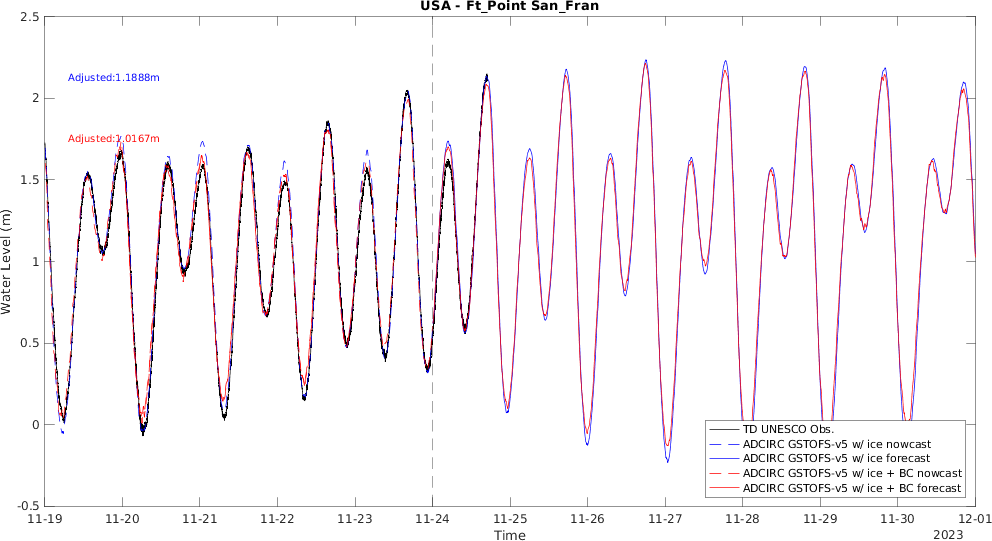 USA - Ft_Point San_Fran
2.5
2
1.5
1
0.5
0
-0.5
Water Level (m)
Adjusted:1.1888m
Adjusted:1.0167m
TD UNESCO Obs.
ADCIRC GSTOFS-v5 w/ ice nowcast
ADCIRC GSTOFS-v5 w/ ice forecast
ADCIRC GSTOFS-v5 w/ ice + BC nowcast
ADCIRC GSTOFS-v5 w/ ice + BC forecast
11-19 11-20 11-21 11-22 11-23 11-24 11-25 11-26 11-27 11-28 11-29 11-30 12-01
Time
2023